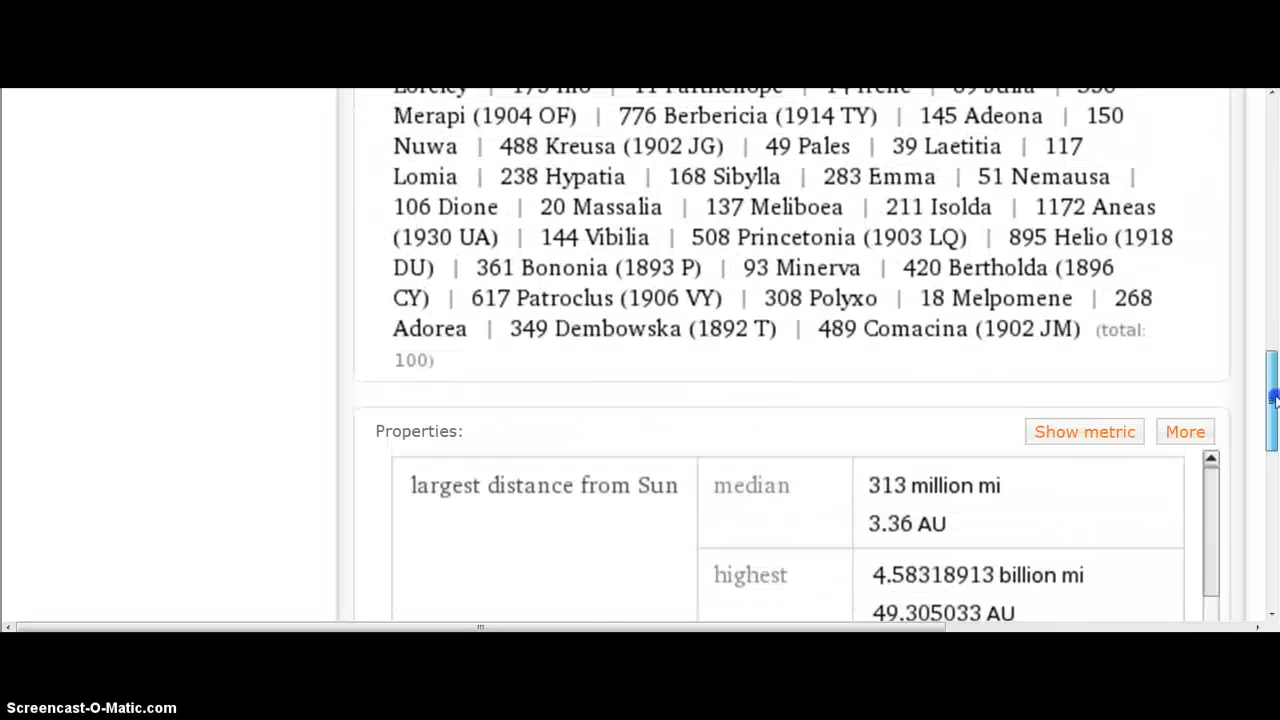 Merapi (1904 OF) | 776 Berbericia (1914 TY) | 145 Adeona | 150
Nuwa | 488 Kreusa (1902 JG) | 49 Pales | 39 Laetitia | 117
Lomia | 238 Hypatia | 168 Sibylla | 283 Emma | 51 Nemausa |
106 Dione | 20 Massalia | 137 Meliboea | 211 Isolda | 1172 Aneas
(1930 UA) | 144 Vibilia | 508 Princetonia (1903 LQ) | 895 Helio (1918
DU) | 361 Bononia (1893 P) | 93 Minerva | 420 Bertholda (1896
CY) | 617 Patroclus (1906 VY) | 308 Polyxo | 18 Melpomene | 268
Adorea | 349 Dembowska (1892 T) | 489 Comacina (1902 JM) (total:
100)
Properties: Show metric More
largest distance from Sun median 313 million mi
3.36 AU
highest 4.58318913 billion mi
49.305033 AU
Screencast-O-Matic.com